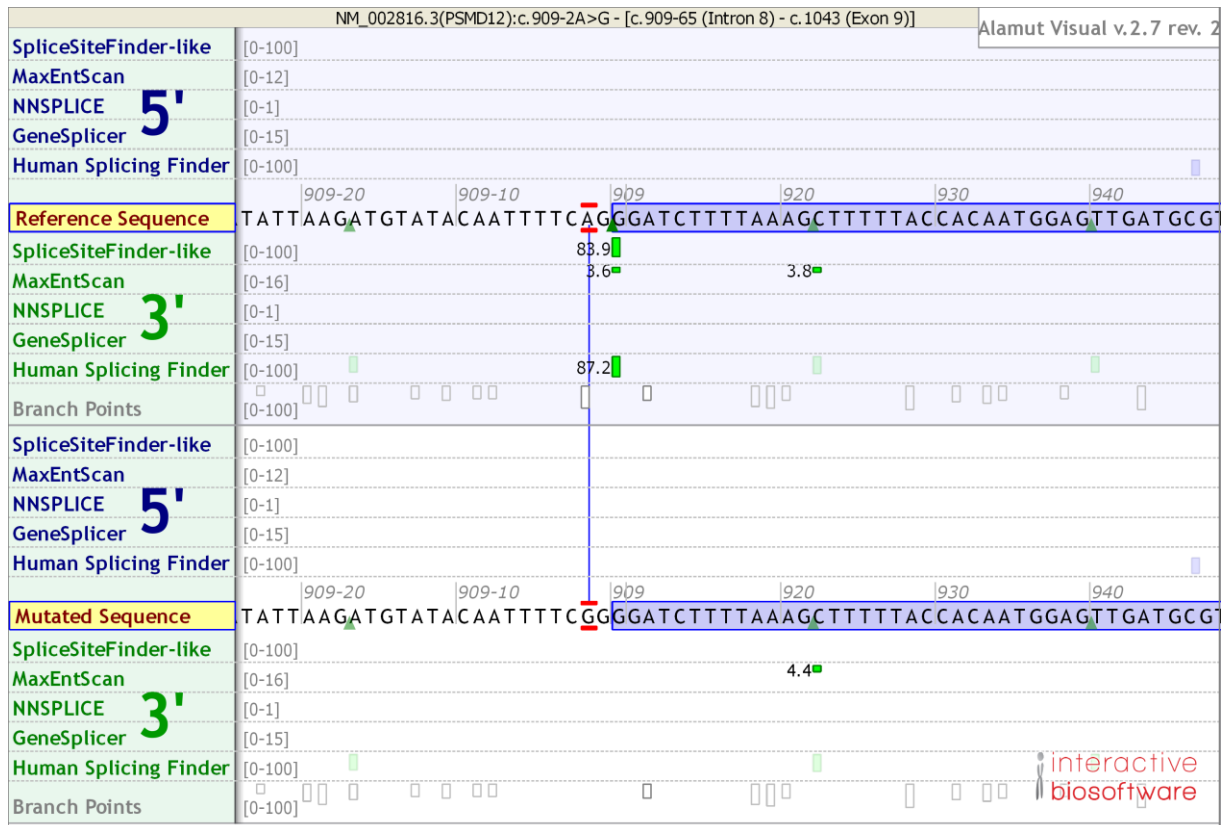 NM_002816.3(PSMD12):c.909-2A>G - [c.909-65 (Intron 8) - c.1043 (Exon 9)]
Alamut Visual v.2.7 rev. 2
SpliceSiteFinder-like [0-100]
MaxEntScan [0-12]
NNSPLICE [0-1]
5'
GeneSplicer [0-15]
Human Splicing Finder [0-100]
909-20 909-10 909 920 930 940
Reference Sequence TATTAAGATGTATACAATTTTCAGGGATCTTTTAAAGCTTTTTACCACAATGGAGTTGATGCGT
SpliceSiteFinder-like [0-100] 83.9
MaxEntScan [0-16] 3.6 3.8
NNSPLICE [0-1]
3'
GeneSplicer [0-15]
Human Splicing Finder [0-100] 87.2
Branch Points [0-100]
SpliceSiteFinder-like [0-100]
MaxEntScan [0-12]
NNSPLICE [0-1]
5'
GeneSplicer [0-15]
Human Splicing Finder [0-100]
909-20 909-10 909 920 930 940
Mutated Sequence TATTAAGATGTATACAATTTTCGGGGATCTTTTAAAGCTTTTTACCACAATGGAGTTGATGCGT
SpliceSiteFinder-like [0-100]
MaxEntScan [0-16] 4.4
NNSPLICE [0-1]
3'
GeneSplicer [0-15]
Human Splicing Finder [0-100]
Branch Points [0-100]
interactive
biosoftware